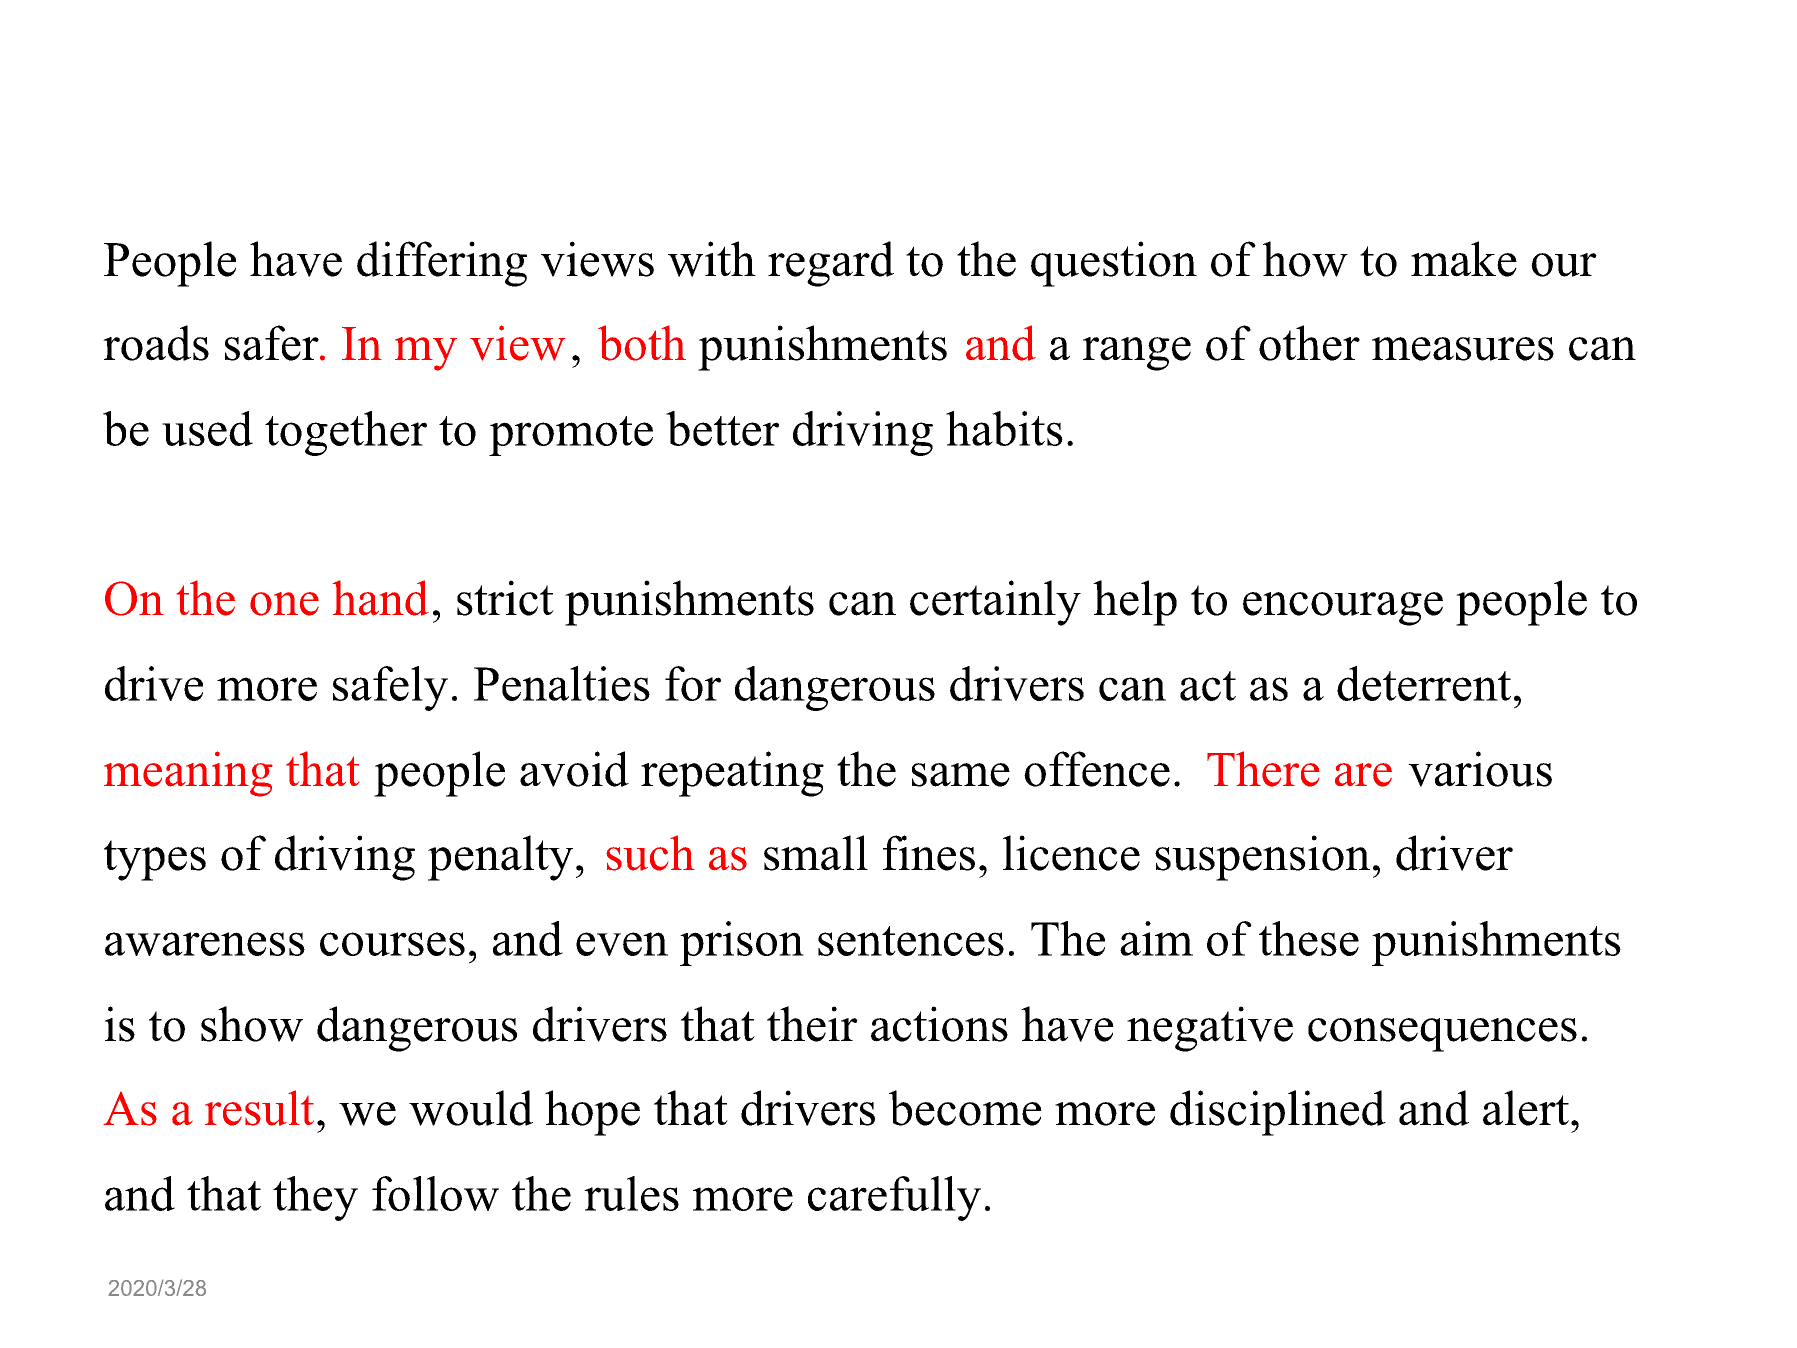 People have differing views with regard to the question of how to make our
roads safer. In my view, both punishments and a range of other measures can
be used together to promote better driving habits.
On the one hand, strict punishments can certainly help to encourage people to
drive more safely. Penalties for dangerous drivers can act as a deterrent,
meaning that people avoid repeating the same offence. There are various
types of driving penalty, such as small fines, licence suspension, driver
awareness courses, and even prison sentences. The aim of these punishments
is to show dangerous drivers that their actions have negative consequences.
As a result, we would hope that drivers become more disciplined and alert,
and that they follow the rules more carefully.
2020/3/28